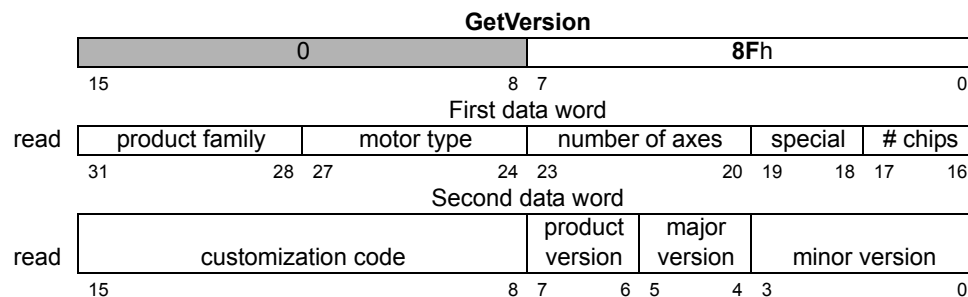 GetVersion
0 8Fh
15 8 7 0
First data word
read product family motor type number of axes special # chips
31 28 27 24 23 20 19 18 17 16
Second data word
product major
read customization code version version minor version
15 8 7 6 5 4 3 0